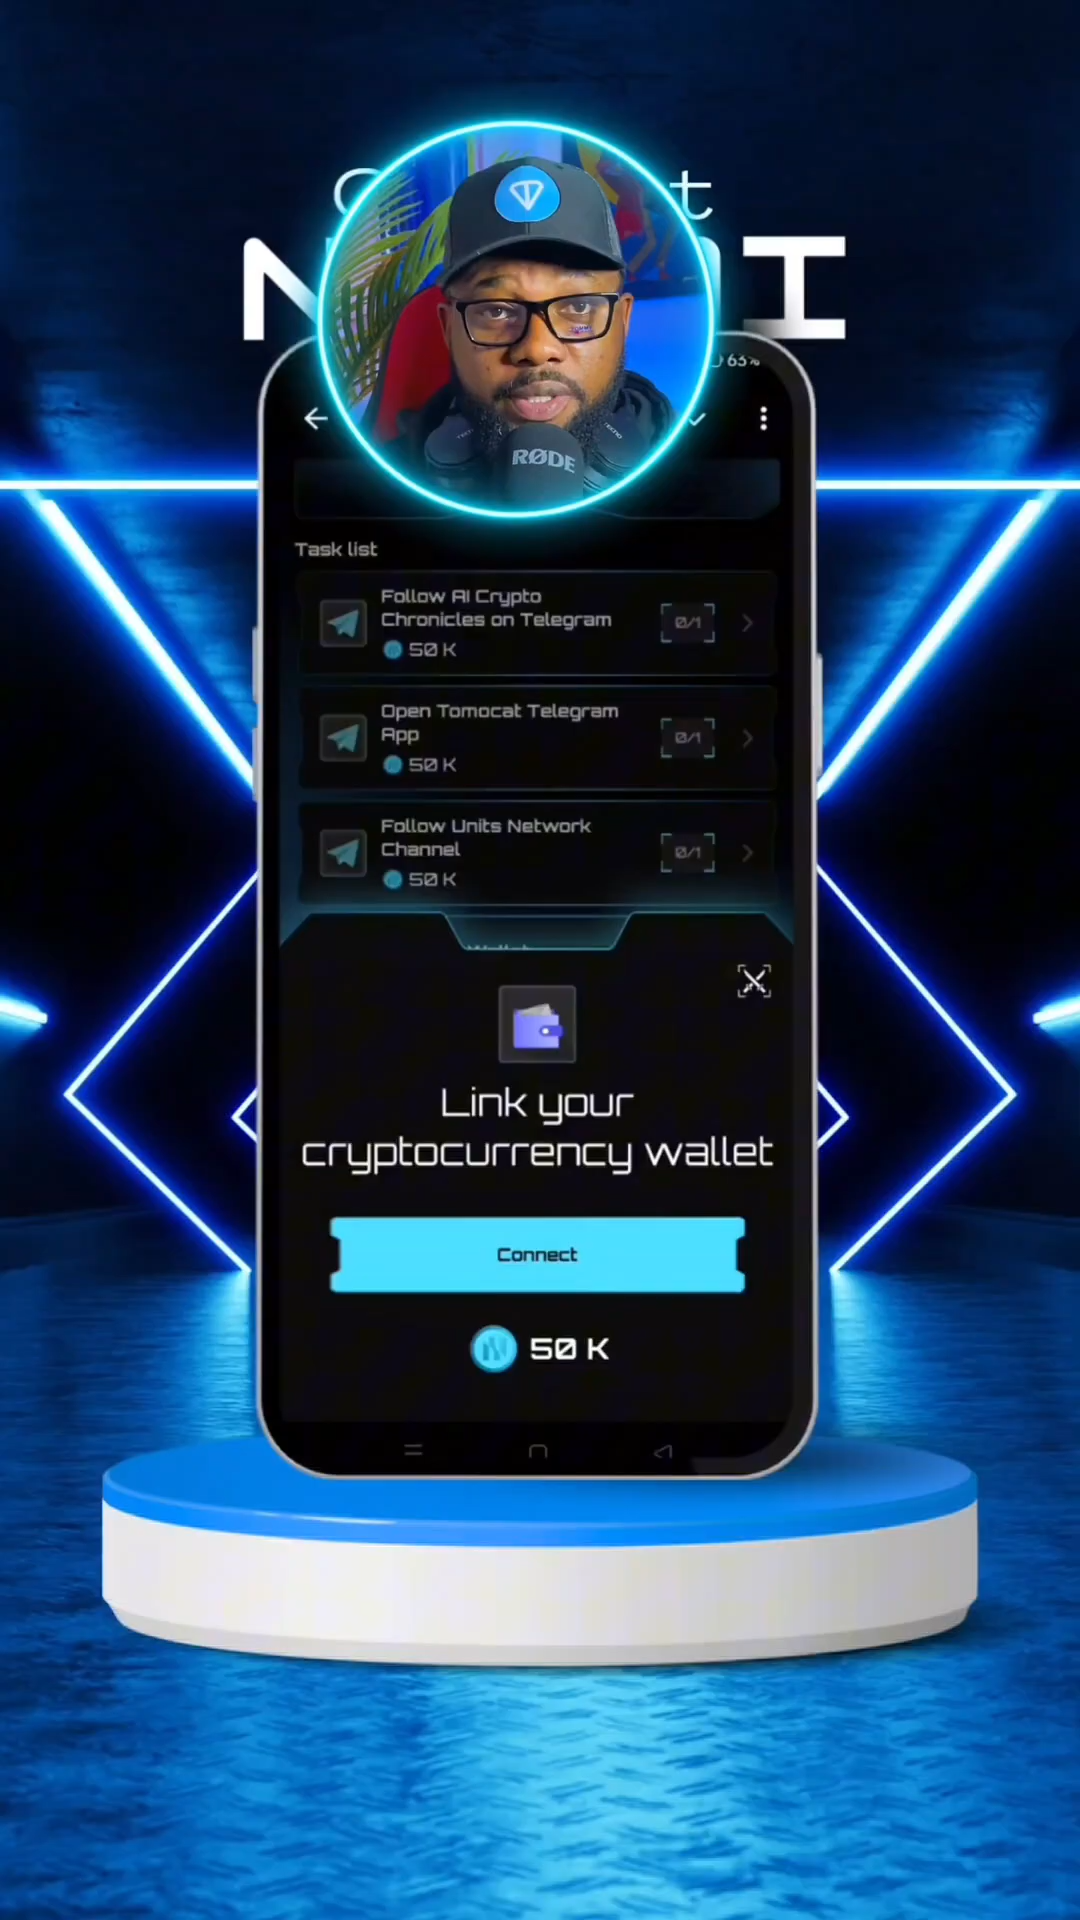 63%
RØDE
Task list
Follow AI Crypto
Chronicles on Telegram
50 K
0/1
Open Tomocat Telegram
App
50 K
0/1
Follow Units Network
Channel
50 K
0/1
Link your
cryptocurrency wallet
Connect
50 K